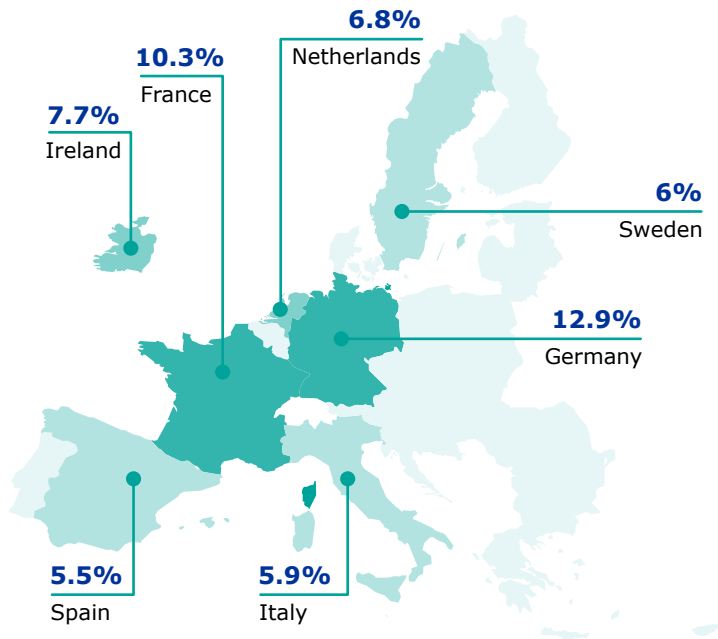 6.8%
Netherlands
10.3%
France
7.7%
Ireland
6%
Sweden
12.9%
Germany
5.5%
Spain
5.9%
Italy